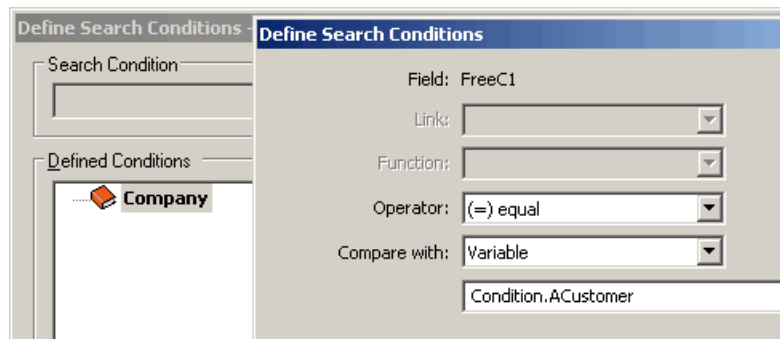 Define Search Conditions -
Search Condition
Defined Conditions
Company
Define Search Conditions
Field: FreeC1
Link:
Function:
Operator: (=) equal
Compare with: Variable
Condition.ACustomer